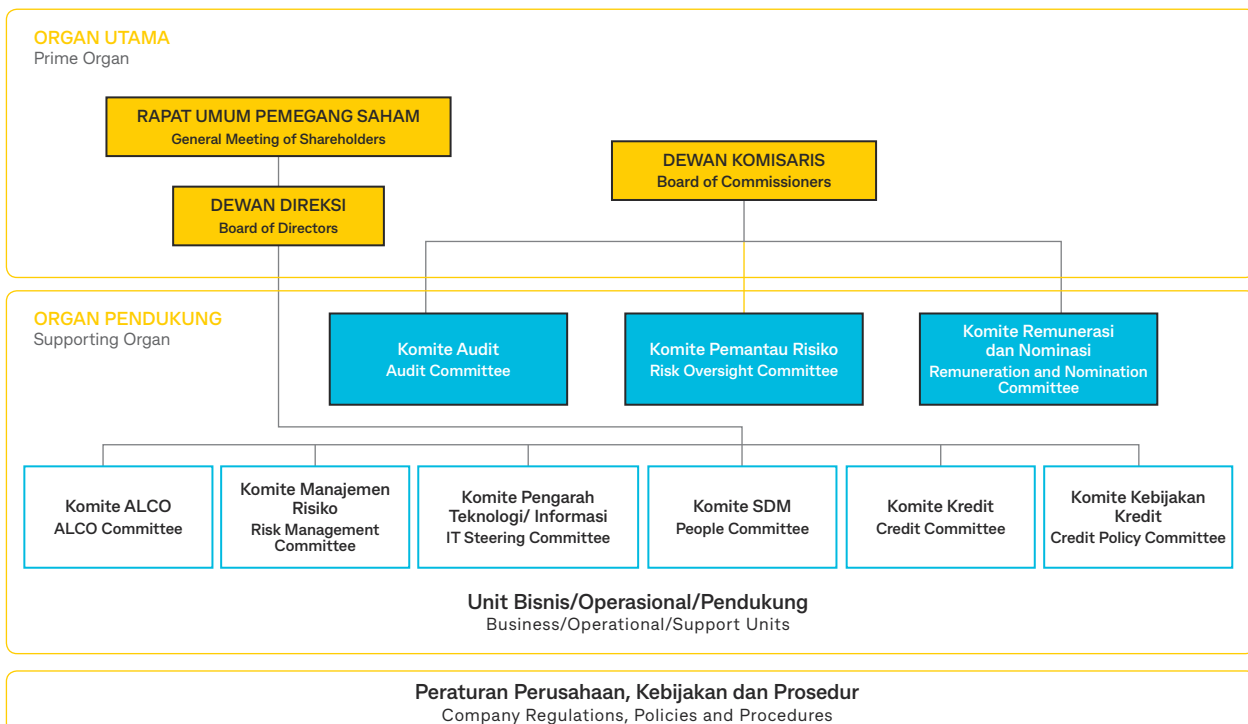 ORGAN UTAMA
Prime Organ
RAPAT UMUM PEMEGANG SAHAM
General Meeting of Shareholders
DEWAN KOMISARIS
Board of Commissioners
DEWAN DIREKSI
Board of Directors
ORGAN PENDUKUNG
Supporting Organ
Komite Audit
Audit Committee
Komite Pemantau Risiko
Risk Oversight Committee
Komite Remunerasi
dan Nominasi
Remuneration and Nomination
Committee
Komite ALCO
ALCO Committee
Komite Manajemen
Risiko
Risk Management
Committee
Komite Pengarah
Teknologi/ Informasi
IT Steering Committee
Komite SDM
People Committee
Komite Kredit
Credit Committee
Komite Kebijakan
Kredit
Credit Policy Committee
Unit Bisnis/Operasional/Pendukung
Business/Operational/Support Units
Peraturan Perusahaan, Kebijakan dan Prosedur
Company Regulations, Policies and Procedures